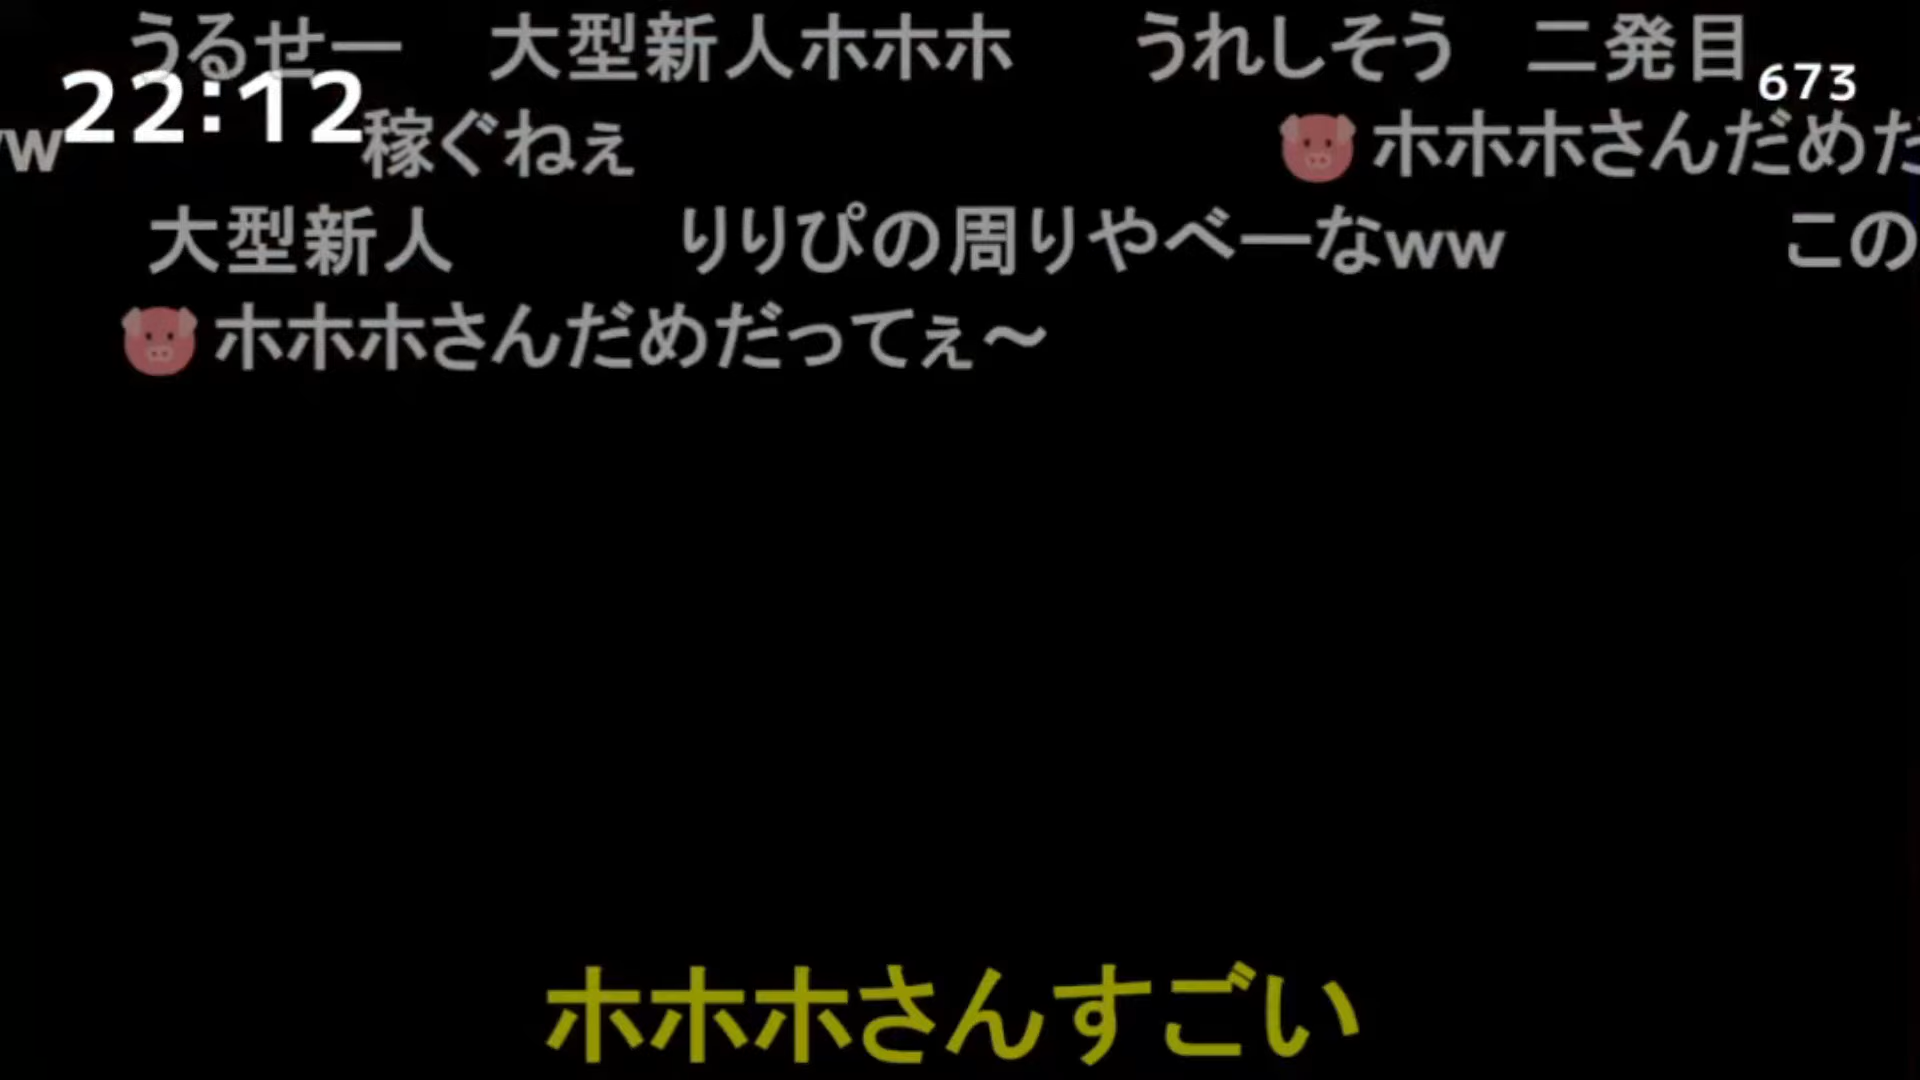 うるせー 大型新人ホホホ うれしそう 二発目
22:12 673
w 稼ぐねぇ 🐷ホホホさんだめだ
大型新人 りりぴの周りやべーなww この
🐷ホホホさんだめだってぇ〜
ホホホさんすごい